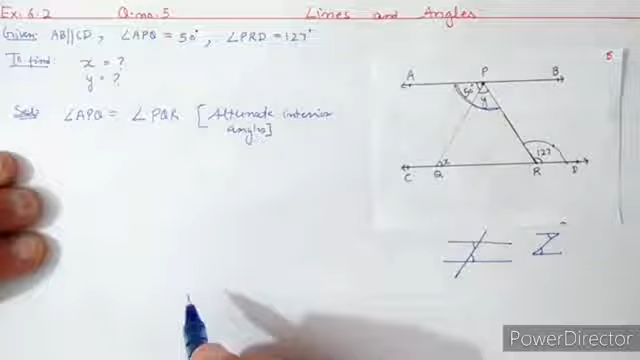 Ex. 6.2 Q.no.5 Lines and Angles
Given: AB||CD, ∠APQ = 50°, ∠PRD = 127°
To find: x = ?
y = ?
Sol: ∠APQ = ∠PQR [Alternate interior
angles]
5
A P B
50° y
127°
x
C Q R D
PowerDirector